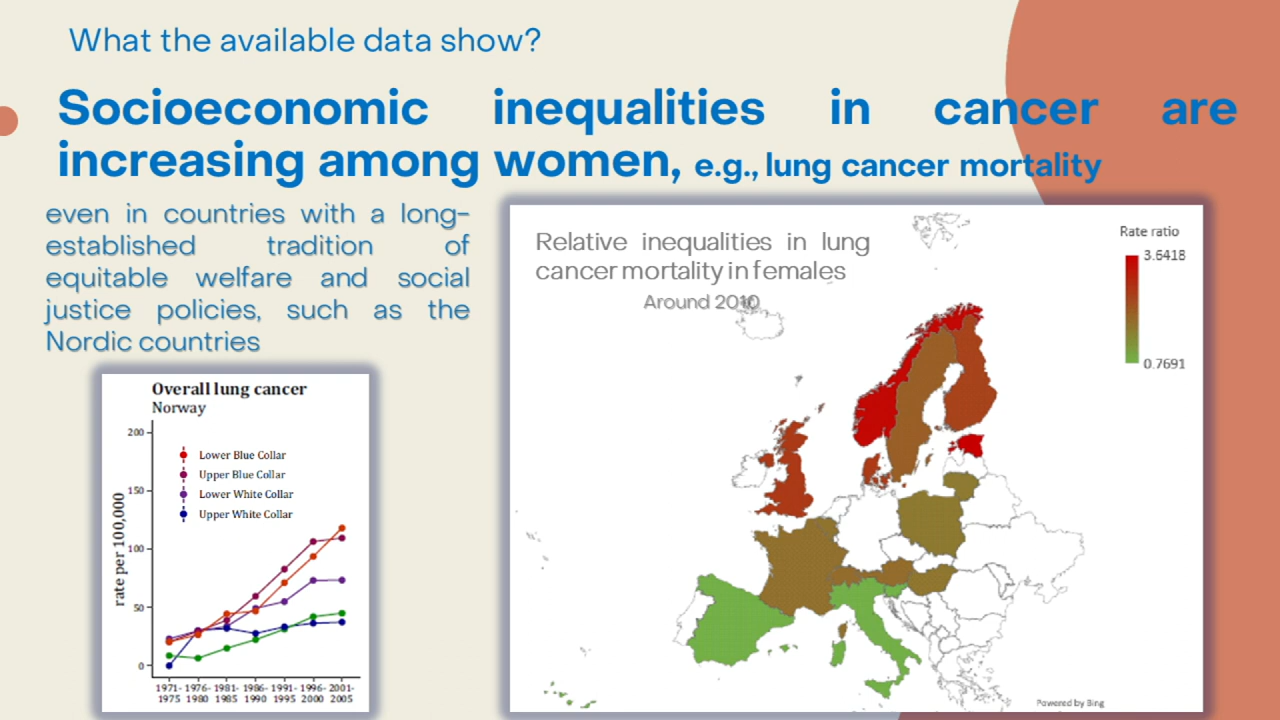 What the available data show?
Socioeconomic inequalities in cancer are
increasing among women, e.g., lung cancer mortality
even in countries with a long-
established tradition of
equitable welfare and social
justice policies, such as the
Nordic countries
Overall lung cancer
Norway
200
150
100
50
0
rate per 100,000
Lower Blue Collar
Upper Blue Collar
Lower White Collar
Upper White Collar
1971- 1976- 1981- 1986- 1991- 1996- 2001-
1975 1980 1985 1990 1995 2000 2005
Relative inequalities in lung
cancer mortality in females
Around 2010
Rate ratio
3.5418
0.7691
Powered by Bing